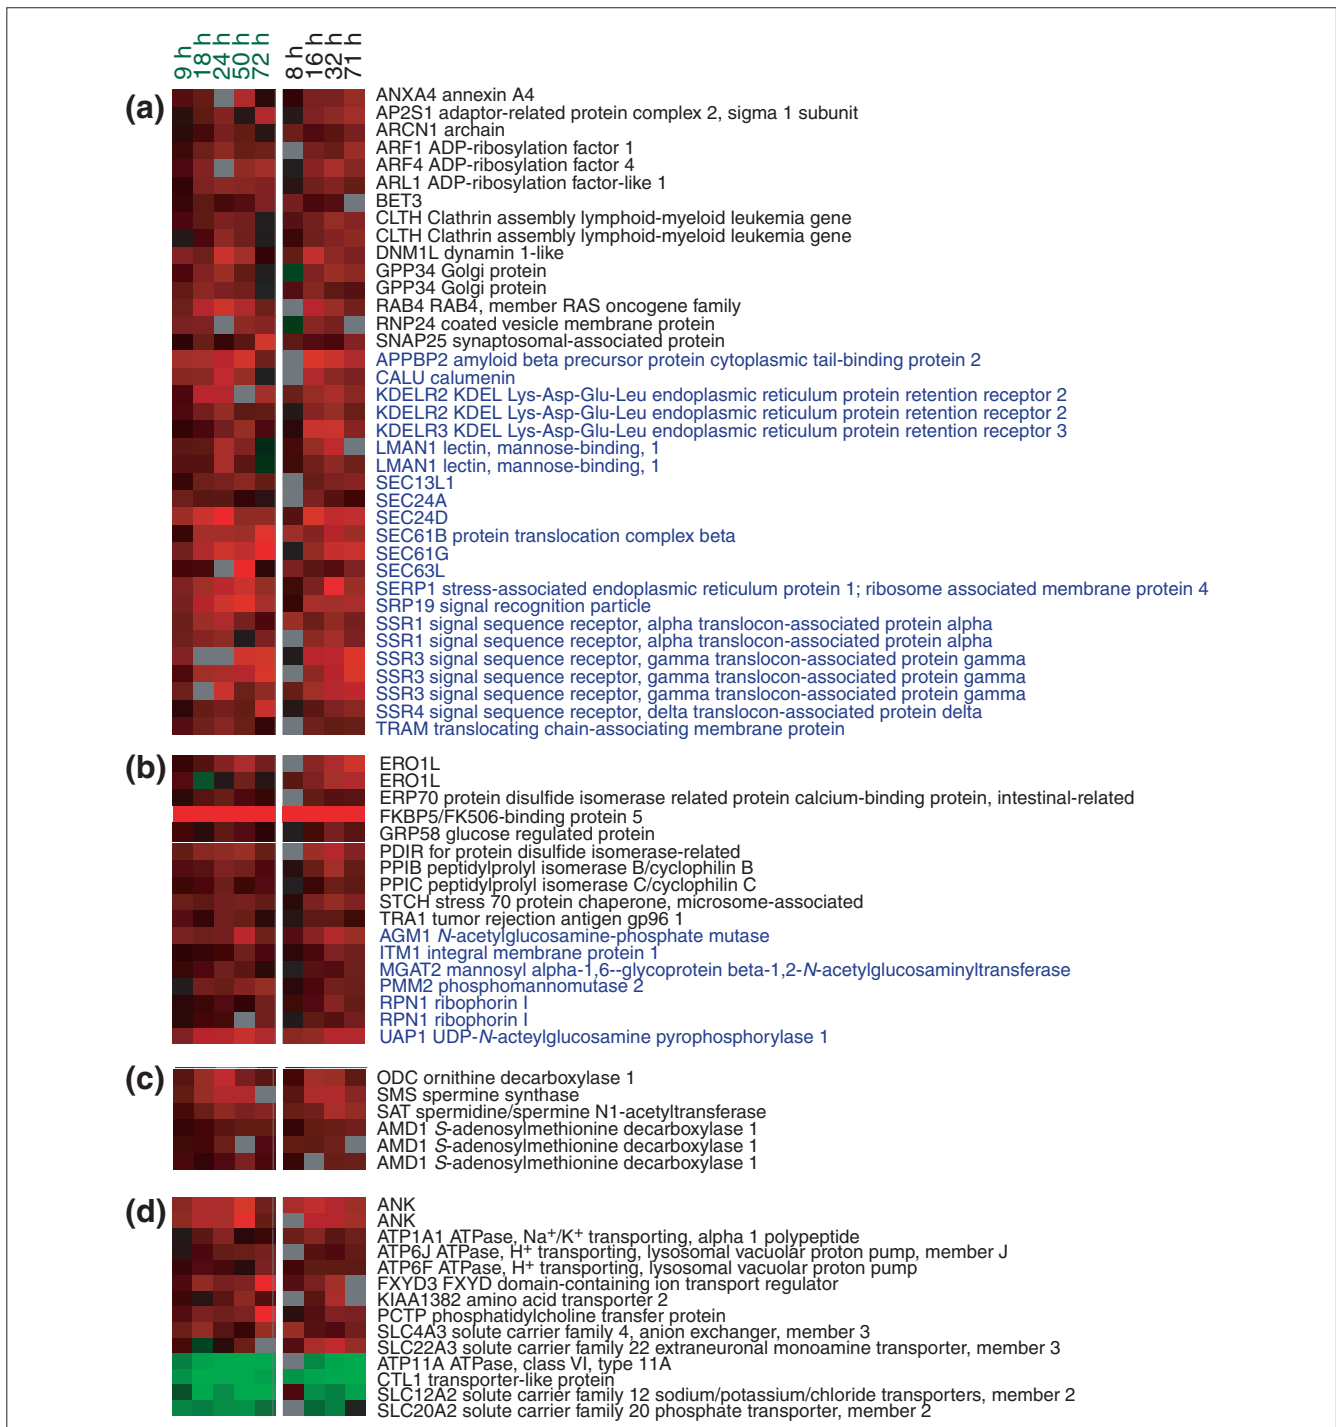 9 h 18 h 24 h 50 h 72 h 8 h 16 h 32 h 71 h
(a)
ANXA4 annexin A4
AP2S1 adaptor-related protein complex 2, sigma 1 subunit
ARCN1 archain
ARF1 ADP-ribosylation factor 1
ARF4 ADP-ribosylation factor 4
ARL1 ADP-ribosylation factor-like 1
BET3
CLTH Clathrin assembly lymphoid-myeloid leukemia gene
CLTH Clathrin assembly lymphoid-myeloid leukemia gene
DNM1L dynamin 1-like
GPP34 Golgi protein
GPP34 Golgi protein
RAB4 RAB4, member RAS oncogene family
RNP24 coated vesicle membrane protein
SNAP25 synaptosomal-associated protein
APPBP2 amyloid beta precursor protein cytoplasmic tail-binding protein 2
CALU calumenin
KDELR2 KDEL Lys-Asp-Glu-Leu endoplasmic reticulum protein retention receptor 2
KDELR2 KDEL Lys-Asp-Glu-Leu endoplasmic reticulum protein retention receptor 2
KDELR3 KDEL Lys-Asp-Glu-Leu endoplasmic reticulum protein retention receptor 3
LMAN1 lectin, mannose-binding, 1
LMAN1 lectin, mannose-binding, 1
SEC13L1
SEC24A
SEC24D
SEC61B protein translocation complex beta
SEC61G
SEC63L
SERP1 stress-associated endoplasmic reticulum protein 1; ribosome associated membrane protein 4
SRP19 signal recognition particle
SSR1 signal sequence receptor, alpha translocon-associated protein alpha
SSR1 signal sequence receptor, alpha translocon-associated protein alpha
SSR3 signal sequence receptor, gamma translocon-associated protein gamma
SSR3 signal sequence receptor, gamma translocon-associated protein gamma
SSR3 signal sequence receptor, gamma translocon-associated protein gamma
SSR4 signal sequence receptor, delta translocon-associated protein delta
TRAM translocating chain-associating membrane protein
(b)
ERO1L
ERO1L
ERP70 protein disulfide isomerase related protein calcium-binding protein, intestinal-related
FKBP5/FK506-binding protein 5
GRP58 glucose regulated protein
PDIR for protein disulfide isomerase-related
PPIB peptidylprolyl isomerase B/cyclophilin B
PPIC peptidylprolyl isomerase C/cyclophilin C
STCH stress 70 protein chaperone, microsome-associated
TRA1 tumor rejection antigen gp96 1
AGM1 N-acetylglucosamine-phosphate mutase
ITM1 integral membrane protein 1
MGAT2 mannosyl alpha-1,6--glycoprotein beta-1,2-N-acetylglucosaminyltransferase
PMM2 phosphomannomutase 2
RPN1 ribophorin I
RPN1 ribophorin I
UAP1 UDP-N-acteylglucosamine pyrophosphorylase 1
(c)
ODC ornithine decarboxylase 1
SMS spermine synthase
SAT spermidine/spermine N1-acetyltransferase
AMD1 S-adenosylmethionine decarboxylase 1
AMD1 S-adenosylmethionine decarboxylase 1
AMD1 S-adenosylmethionine decarboxylase 1
(d)
ANK
ANK
ATP1A1 ATPase, Na+/K+ transporting, alpha 1 polypeptide
ATP6J ATPase, H+ transporting, lysosomal vacuolar proton pump, member J
ATP6F ATPase, H+ transporting, lysosomal vacuolar proton pump
FXYD3 FXYD domain-containing ion transport regulator
KIAA1382 amino acid transporter 2
PCTP phosphatidylcholine transfer protein
SLC4A3 solute carrier family 4, anion exchanger, member 3
SLC22A3 solute carrier family 22 extraneuronal monoamine transporter, member 3
ATP11A ATPase, class VI, type 11A
CTL1 transporter-like protein
SLC12A2 solute carrier family 12 sodium/potassium/chloride transporters, member 2
SLC20A2 solute carrier family 20 phosphate transporter, member 2